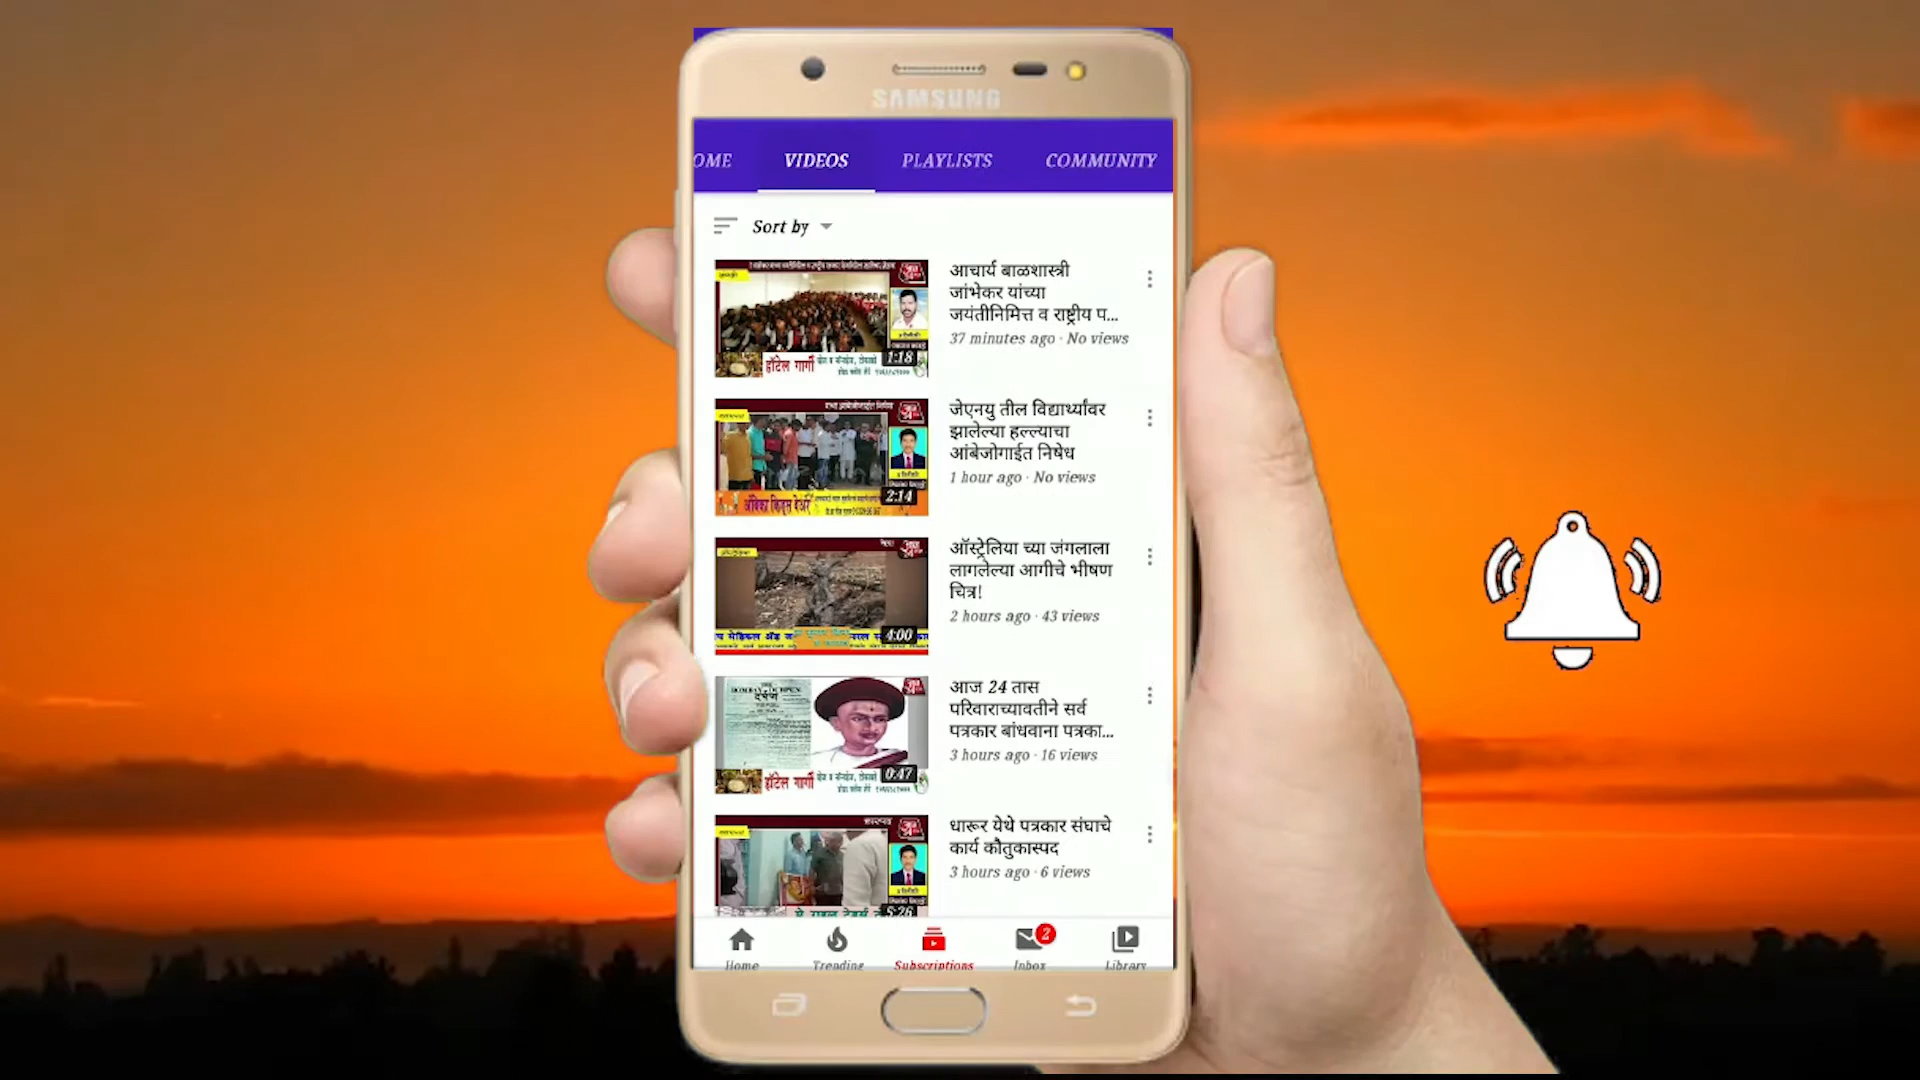 SAMSUNG
OME VIDEOS PLAYLISTS COMMUNITY
Sort by
आचार्य बाळशास्त्री
जांभेकर यांच्या
जयंतीनिमित्त व राष्ट्रीय प...
37 minutes ago · No views
हॉटेल गार्गी
1:18
जेएनयु तील विद्यार्थ्यांवर
झालेल्या हल्ल्याचा
आंबेजोगाईत निषेध
1 hour ago · No views
2:14
ऑस्ट्रेलिया च्या जंगलाला
लागलेल्या आगीचे भीषण
चित्र!
2 hours ago · 43 views
4:00
आज 24 तास
परिवाराच्यावतीने सर्व
पत्रकार बांधवाना पत्रका...
3 hours ago · 16 views
हॉटेल गार्गी
0:47
धारूर येथे पत्रकार संघाचे
कार्य कौतुकास्पद
3 hours ago · 6 views
5:26
2
Home Trending Subscriptions Inbox Library